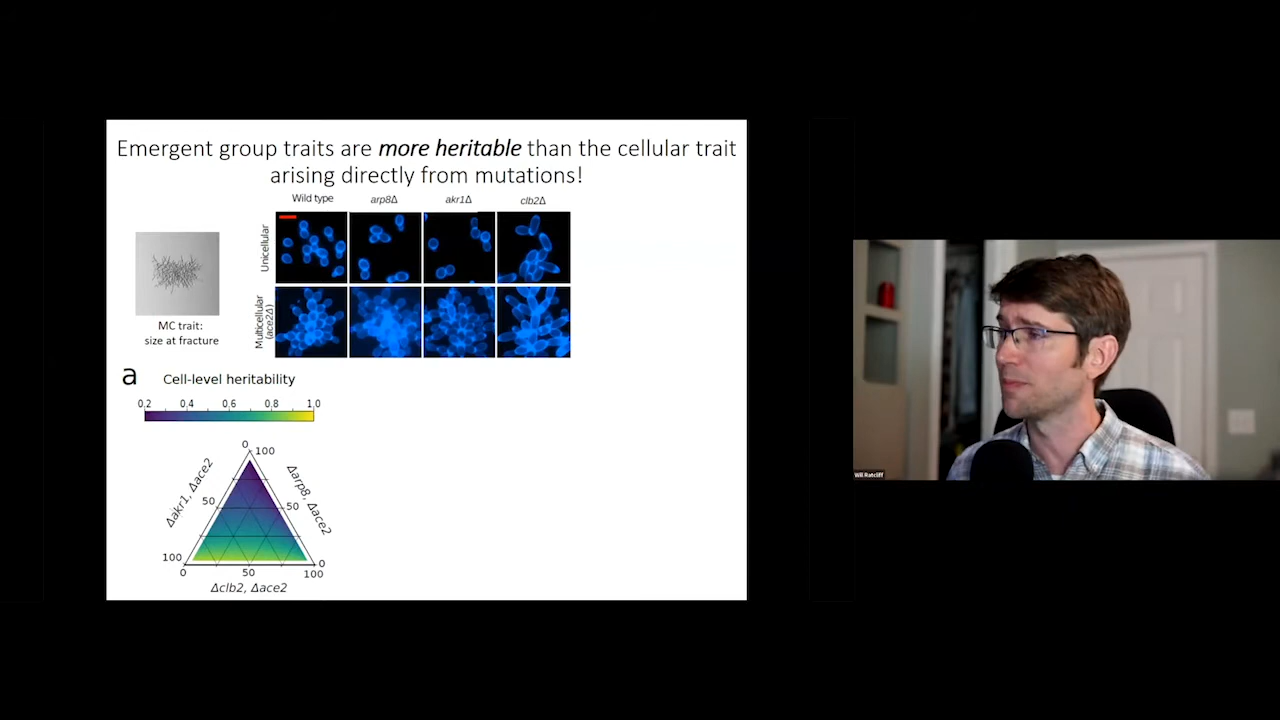 Emergent group traits are more heritable than the cellular trait
arising directly from mutations!
Wild type
arp8Δ
akr1Δ
clb2Δ
Unicellular
Multicellular
(ace2Δ)
MC trait:
size at fracture
a
Cell-level heritability
0.2 0.4 0.6 0.8 1.0
0
100
Δakr1, Δace2
Δarp8, Δace2
50
50
100
0
0 50 100
Δclb2, Δace2
Will Ratcliff